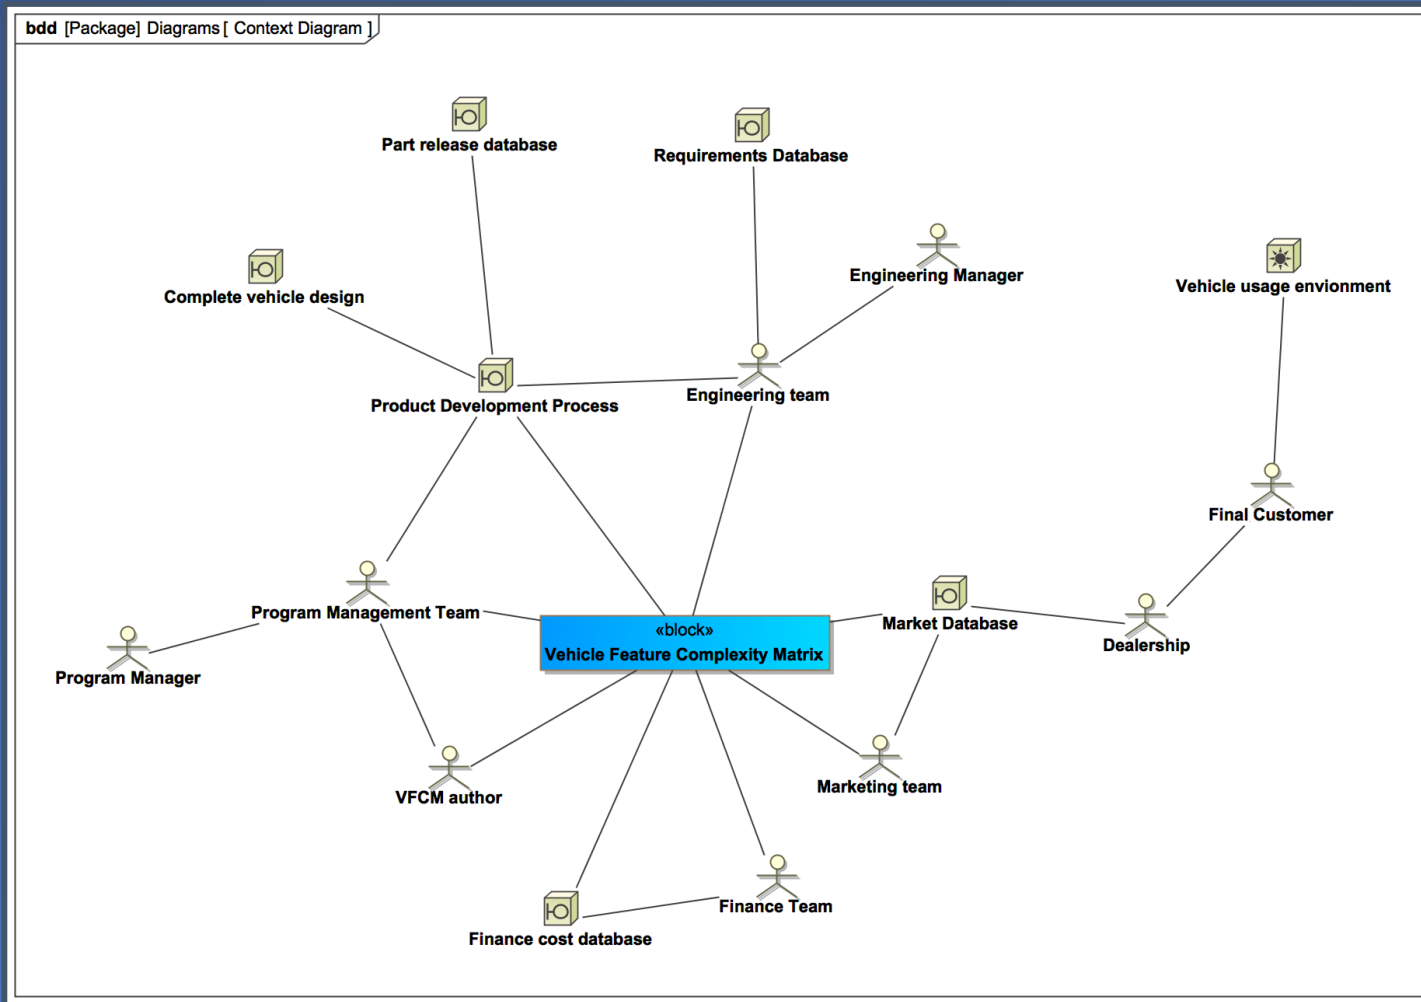 bdd [Package] Diagrams [ Context Diagram ]
Part release database
Requirements Database
Engineering Manager
Complete vehicle design
Vehicle usage envionment
Product Development Process
Engineering team
Final Customer
Program Management Team
«block»
Vehicle Feature Complexity Matrix
Market Database
Dealership
Program Manager
VFCM author
Marketing team
Finance Team
Finance cost database